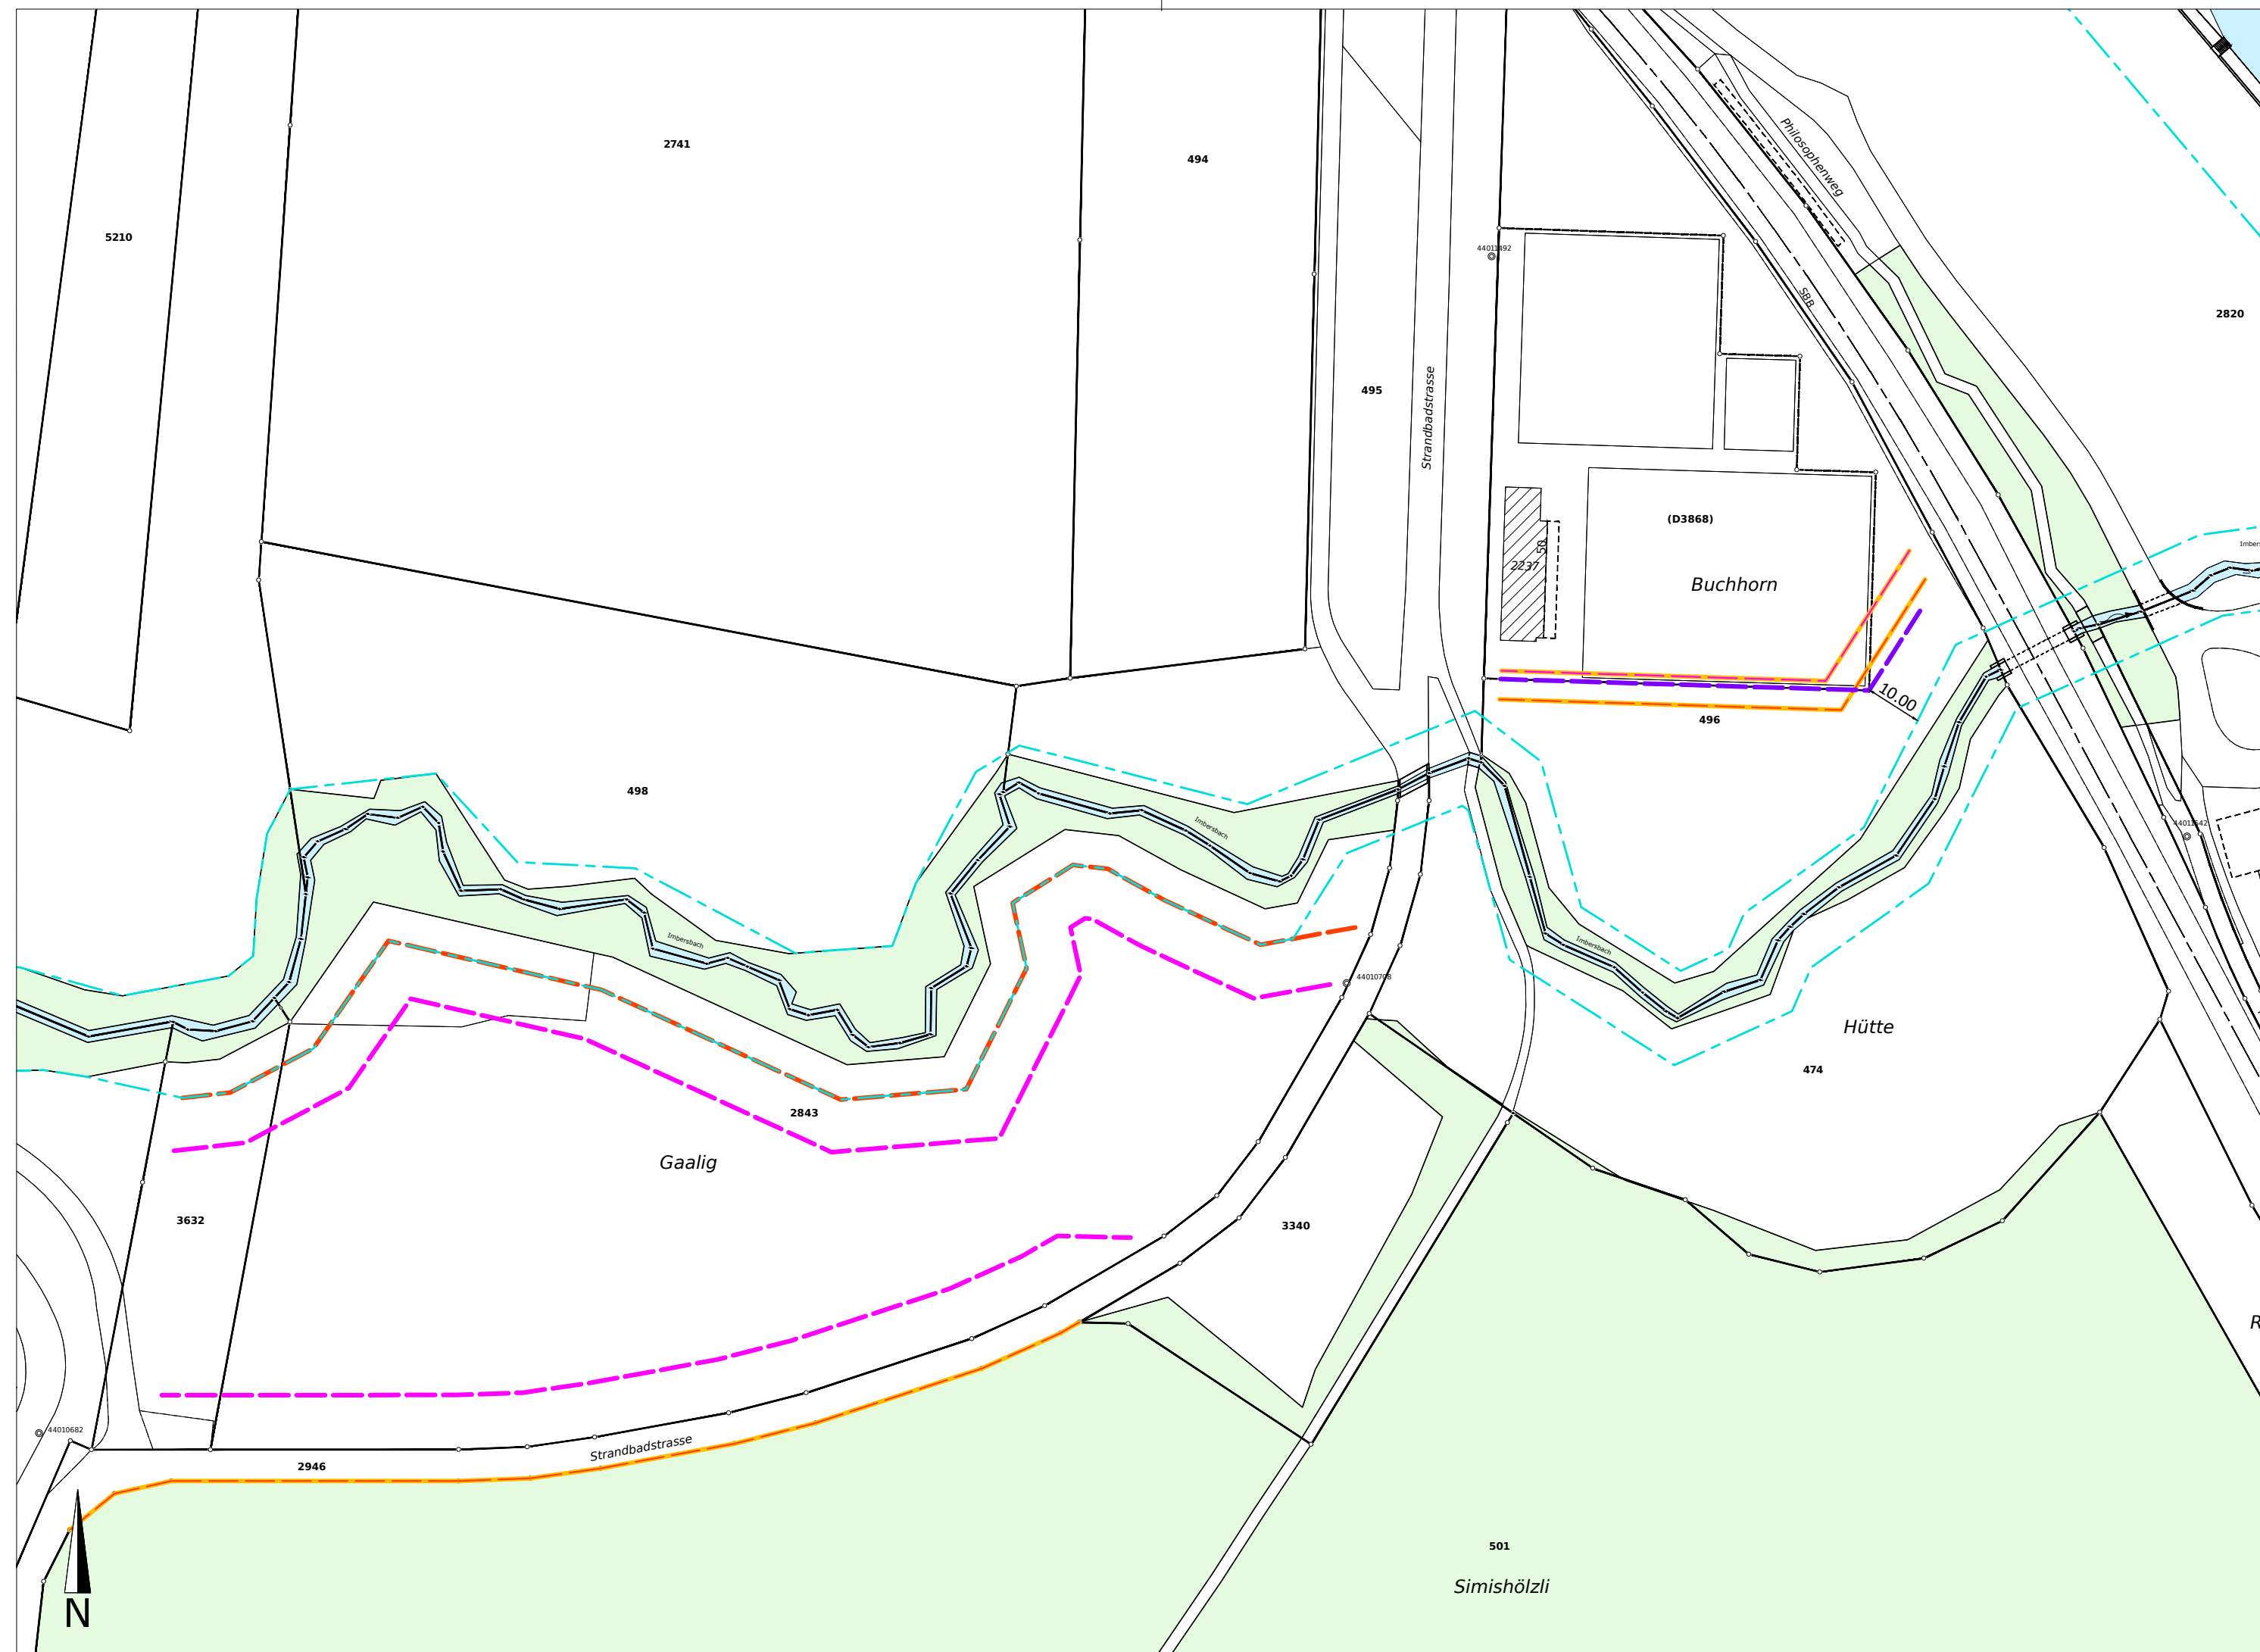 2741
494
Philosophenweg
5210
44011492
SBB
2820
495
Strandbadstrasse
(D3868)
50
2237
Buchhorn
10.00
496
498
Imbersbach
Imbersbach
Imbersbach
44010708
Hütte
474
2843
Gaalig
3632
3340
44010682
Strandbadstrasse
2946
501
Simishölzli
N